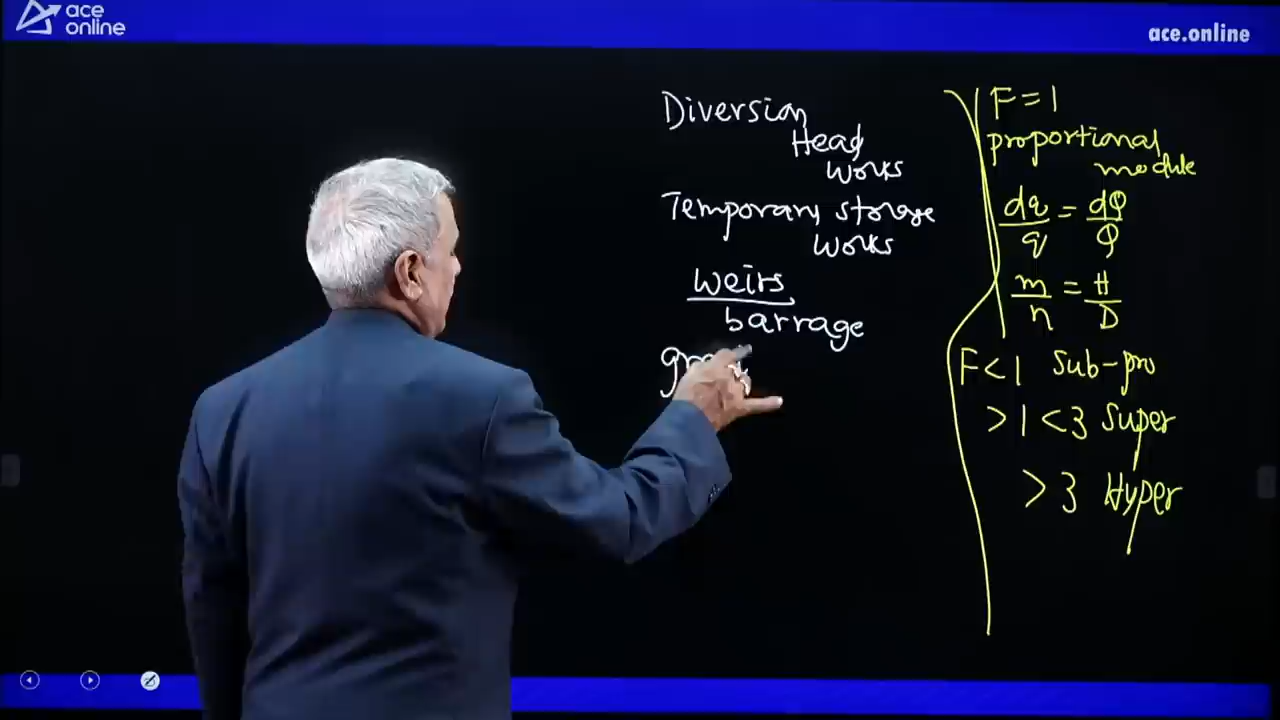 ace
online
ace.online
Diversion
Head
Works
Temporary storage
Works
Weirs
barrage
F=1
proportional
module
dq/q = dQ/Q
m/n = H/D
F<1 Sub-pro
>1 <3 Super
>3 Hyper